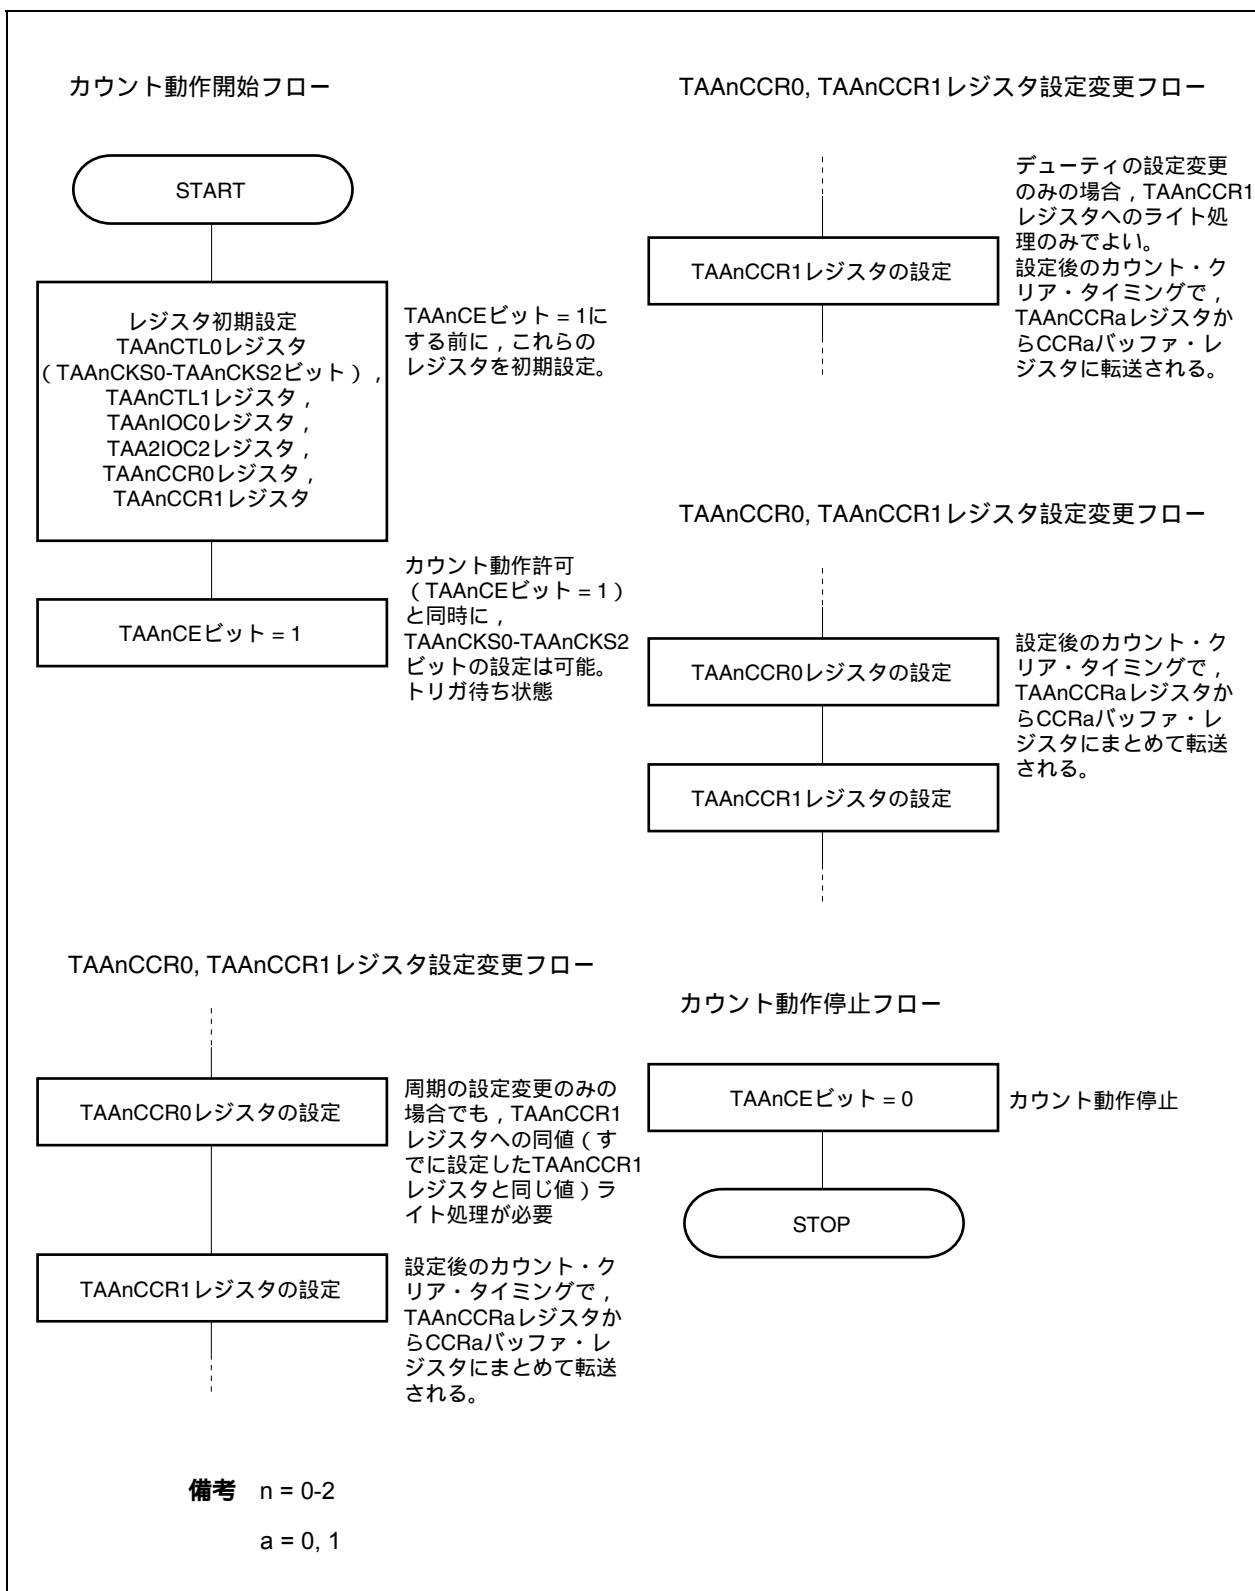 カウント動作開始フロー
START
レジスタ初期設定
TAAnCTL0レジスタ
（TAAnCKS0-TAAnCKS2ビット），
TAAnCTL1レジスタ，
TAAnIOC0レジスタ，
TAA2IOC2レジスタ，
TAAnCCR0レジスタ，
TAAnCCR1レジスタ
TAAnCEビット = 1に
する前に，これらの
レジスタを初期設定。
TAAnCEビット = 1
カウント動作許可
（TAAnCEビット = 1）
と同時に，
TAAnCKS0-TAAnCKS2
ビットの設定は可能。
トリガ待ち状態
TAAnCCR0, TAAnCCR1レジスタ設定変更フロー
TAAnCCR0レジスタの設定
周期の設定変更のみの
場合でも，TAAnCCR1
レジスタへの同値（す
でに設定したTAAnCCR1
レジスタと同じ値）ラ
イト処理が必要
TAAnCCR1レジスタの設定
設定後のカウント・ク
リア・タイミングで，
TAAnCCRaレジスタか
らCCRaバッファ・レ
ジスタにまとめて転送
される。
TAAnCCR0, TAAnCCR1レジスタ設定変更フロー
TAAnCCR1レジスタの設定
デューティの設定変更
のみの場合，TAAnCCR1
レジスタへのライト処
理のみでよい。
設定後のカウント・ク
リア・タイミングで，
TAAnCCRaレジスタか
らCCRaバッファ・レ
ジスタに転送される。
TAAnCCR0, TAAnCCR1レジスタ設定変更フロー
TAAnCCR0レジスタの設定
設定後のカウント・ク
リア・タイミングで，
TAAnCCRaレジスタか
らCCRaバッファ・レ
ジスタにまとめて転送
される。
TAAnCCR1レジスタの設定
カウント動作停止フロー
TAAnCEビット = 0
カウント動作停止
STOP
備考 n = 0-2
a = 0, 1